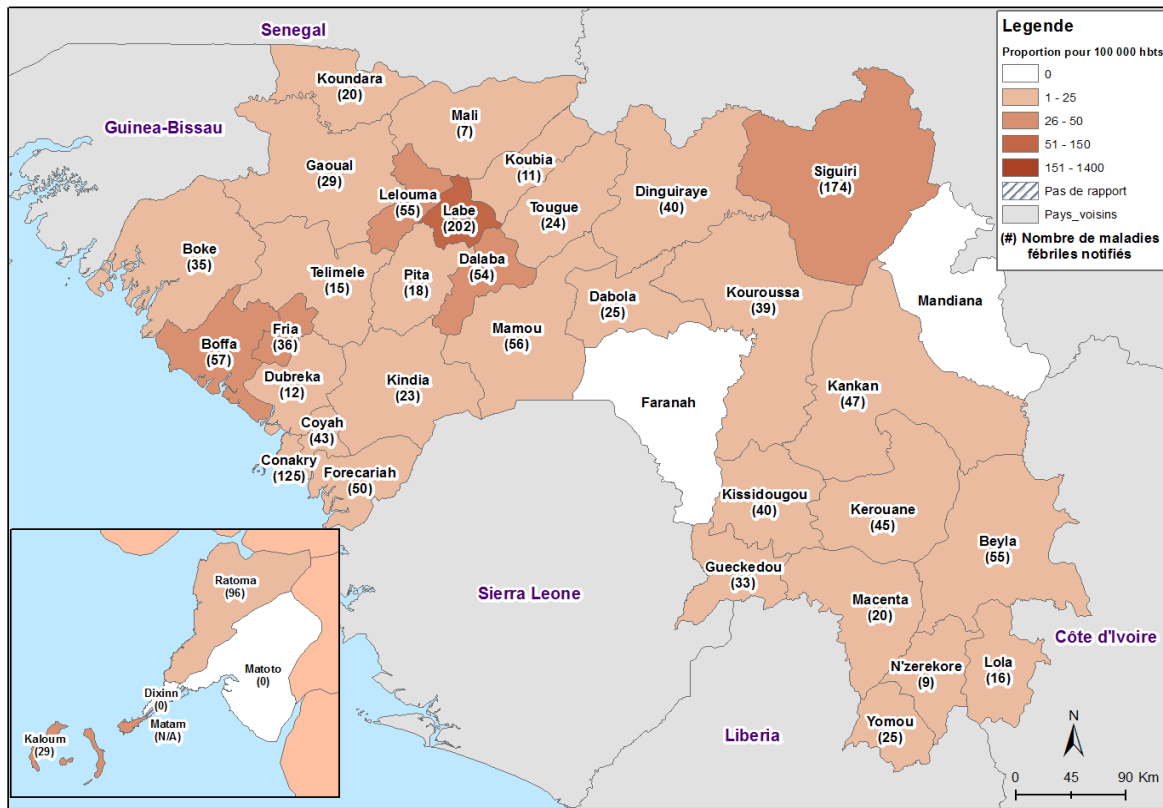 Senegal
Legende
Proportion pour 100 000 hbts
0
1 - 25
26 - 50
51 - 150
151 - 1400
Pas de rapport
Pays_voisins
(#) Nombre de maladies
fébriles notifiés
Koundara
(20)
Mali
(7)
Guinea-Bissau
Gaoual
(29)
Koubia
(11)
Siguiri
(174)
Lelouma
(55)
Labe
(202)
Dinguiraye
(40)
Tougue
(24)
Boke
(35)
Telimele
(15)
Pita
(18)
Dalaba
(54)
Dabola
(25)
Kouroussa
(39)
Mandiana
Boffa
(57)
Fria
(36)
Mamou
(56)
Dubreka
(12)
Kindia
(23)
Kankan
(47)
Faranah
Coyah
(43)
Conakry
(125)
Forecariah
(50)
Kissidougou
(40)
Kerouane
(45)
Beyla
(55)
Gueckedou
(33)
Sierra Leone
Macenta
(20)
Côte d'Ivoire
N'zerekore
(9)
Lola
(16)
Yomou
(25)
Liberia
Ratoma
(96)
Matoto
(0)
Dixinn
(0)
Matam
(N/A)
Kaloum
(29)
N
0 45 90 Km